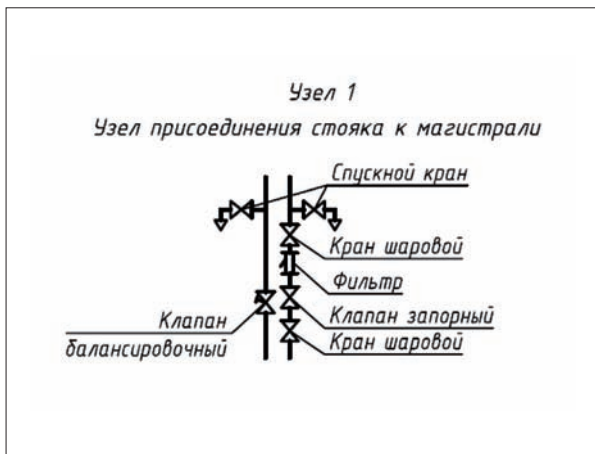 Узел 1
Узел присоединения стояка к магистрали
Спускной кран
Кран шаровой
Фильтр
Клапан запорный
Клапан
балансировочный
Кран шаровой